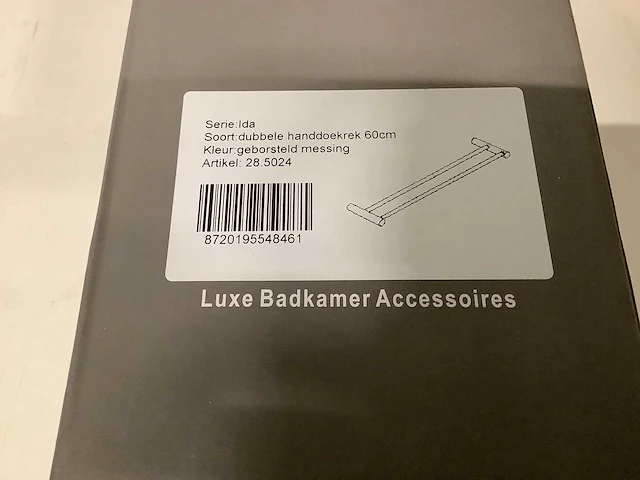 Serie:Ida
Soort:dubbele handdoekrek 60cm
Kleur:geborsteld messing
Artikel: 28.5024
8720195548461
Luxe Badkamer Accessoires